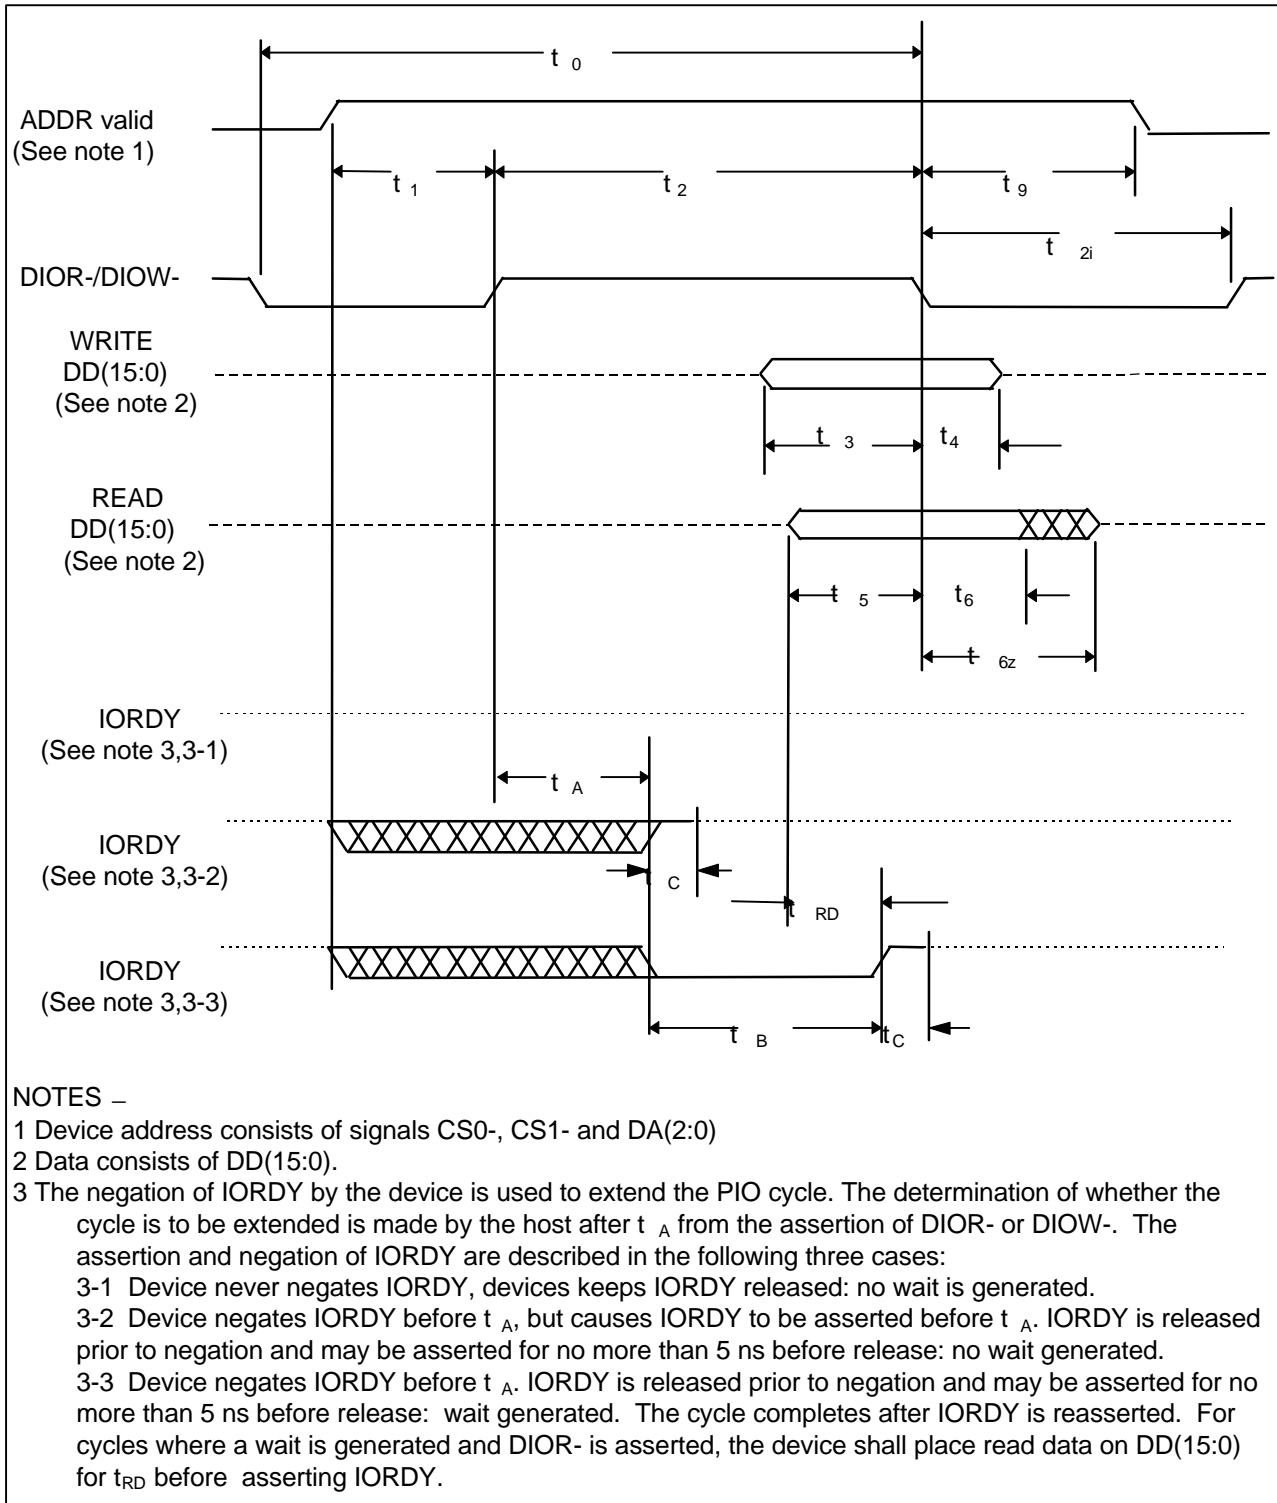 t 0
ADDR valid
(See note 1)
t 1
t 2
t 9
t 2i
DIOR-/DIOW-
WRITE
DD(15:0)
(See note 2)
t 3
t4
READ
DD(15:0)
(See note 2)
t 5
t6
t 6z
IORDY
(See note 3,3-1)
t A
IORDY
(See note 3,3-2)
t C
t RD
IORDY
(See note 3,3-3)
t B
tC
NOTES –
1 Device address consists of signals CS0-, CS1- and DA(2:0)
2 Data consists of DD(15:0).
3 The negation of IORDY by the device is used to extend the PIO cycle. The determination of whether the
cycle is to be extended is made by the host after t A from the assertion of DIOR- or DIOW-. The
assertion and negation of IORDY are described in the following three cases:
3-1 Device never negates IORDY, devices keeps IORDY released: no wait is generated.
3-2 Device negates IORDY before t A, but causes IORDY to be asserted before t A. IORDY is released
prior to negation and may be asserted for no more than 5 ns before release: no wait generated.
3-3 Device negates IORDY before t A. IORDY is released prior to negation and may be asserted for no
more than 5 ns before release: wait generated. The cycle completes after IORDY is reasserted. For
cycles where a wait is generated and DIOR- is asserted, the device shall place read data on DD(15:0)
for tRD before asserting IORDY.